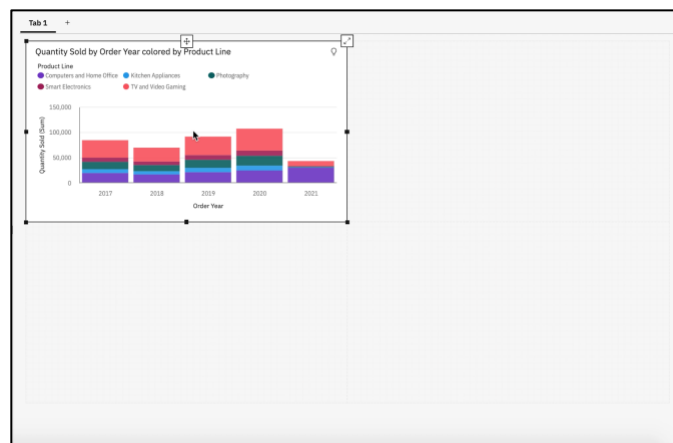 Tab 1 +
Quantity Sold by Order Year colored by Product Line
Product Line
Computers and Home Office Kitchen Appliances Photography
Smart Electronics TV and Video Gaming
150,000
100,000
50,000
0
Quantity Sold (Sum)
2017 2018 2019 2020 2021
Order Year